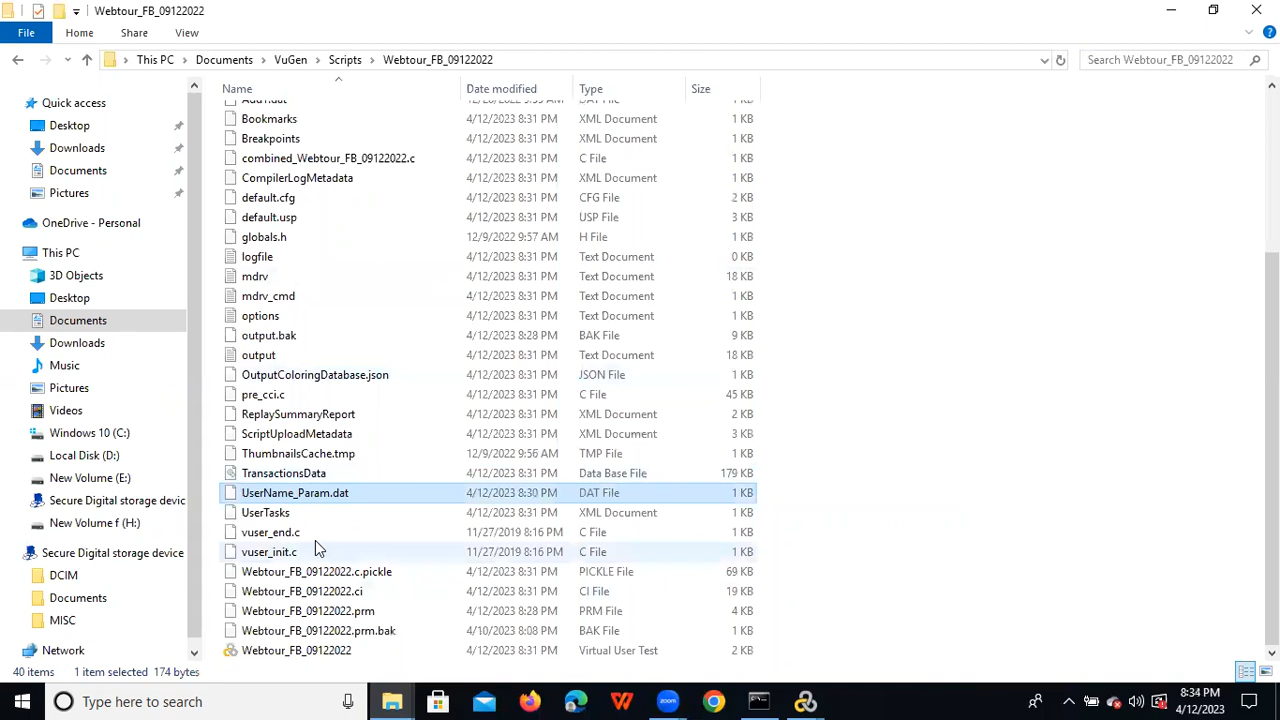 Webtour_FB_09122022
File Home Share View
This PC Documents VuGen Scripts Webtour_FB_09122022 Search Webtour_FB_09122022
Name Date modified Type Size
Quick access
Desktop
Downloads
Documents
Pictures
OneDrive - Personal
This PC
3D Objects
Desktop
Documents
Downloads
Music
Pictures
Videos
Windows 10 (C:)
Local Disk (D:)
New Volume (E:)
Secure Digital storage devic
New Volume f (H:)
Secure Digital storage device
DCIM
Documents
MISC
Network
Bookmarks 4/12/2023 8:31 PM XML Document 1 KB
Breakpoints 4/12/2023 8:31 PM XML Document 1 KB
combined_Webtour_FB_09122022.c 4/12/2023 8:31 PM C File 1 KB
CompilerLogMetadata 4/12/2023 8:31 PM XML Document 1 KB
default.cfg 4/12/2023 8:31 PM CFG File 2 KB
default.usp 4/12/2023 8:31 PM USP File 3 KB
globals.h 12/9/2022 9:57 AM H File 1 KB
logfile 4/12/2023 8:31 PM Text Document 0 KB
mdrv 4/12/2023 8:31 PM Text Document 18 KB
mdrv_cmd 4/12/2023 8:31 PM Text Document 1 KB
options 4/12/2023 8:31 PM Text Document 1 KB
output.bak 4/12/2023 8:28 PM BAK File 9 KB
output 4/12/2023 8:31 PM Text Document 18 KB
OutputColoringDatabase.json 4/12/2023 8:31 PM JSON File 1 KB
pre_cci.c 4/12/2023 8:31 PM C File 45 KB
ReplaySummaryReport 4/12/2023 8:31 PM XML Document 2 KB
ScriptUploadMetadata 4/12/2023 8:31 PM XML Document 3 KB
ThumbnailsCache.tmp 12/9/2022 9:56 AM TMP File 1 KB
TransactionsData 4/12/2023 8:31 PM Data Base File 179 KB
UserName_Param.dat 4/12/2023 8:30 PM DAT File 1 KB
UserTasks 4/12/2023 8:31 PM XML Document 1 KB
vuser_end.c 11/27/2019 8:16 PM C File 1 KB
vuser_init.c 11/27/2019 8:16 PM C File 1 KB
Webtour_FB_09122022.c.pickle 4/12/2023 8:31 PM PICKLE File 69 KB
Webtour_FB_09122022.ci 4/12/2023 8:31 PM CI File 19 KB
Webtour_FB_09122022.prm 4/12/2023 8:28 PM PRM File 4 KB
Webtour_FB_09122022.prm.bak 4/10/2023 8:08 PM BAK File 1 KB
Webtour_FB_09122022 4/12/2023 8:31 PM Virtual User Test 2 KB
40 items 1 item selected 174 bytes
Type here to search
zoom
8:34 PM
4/12/2023